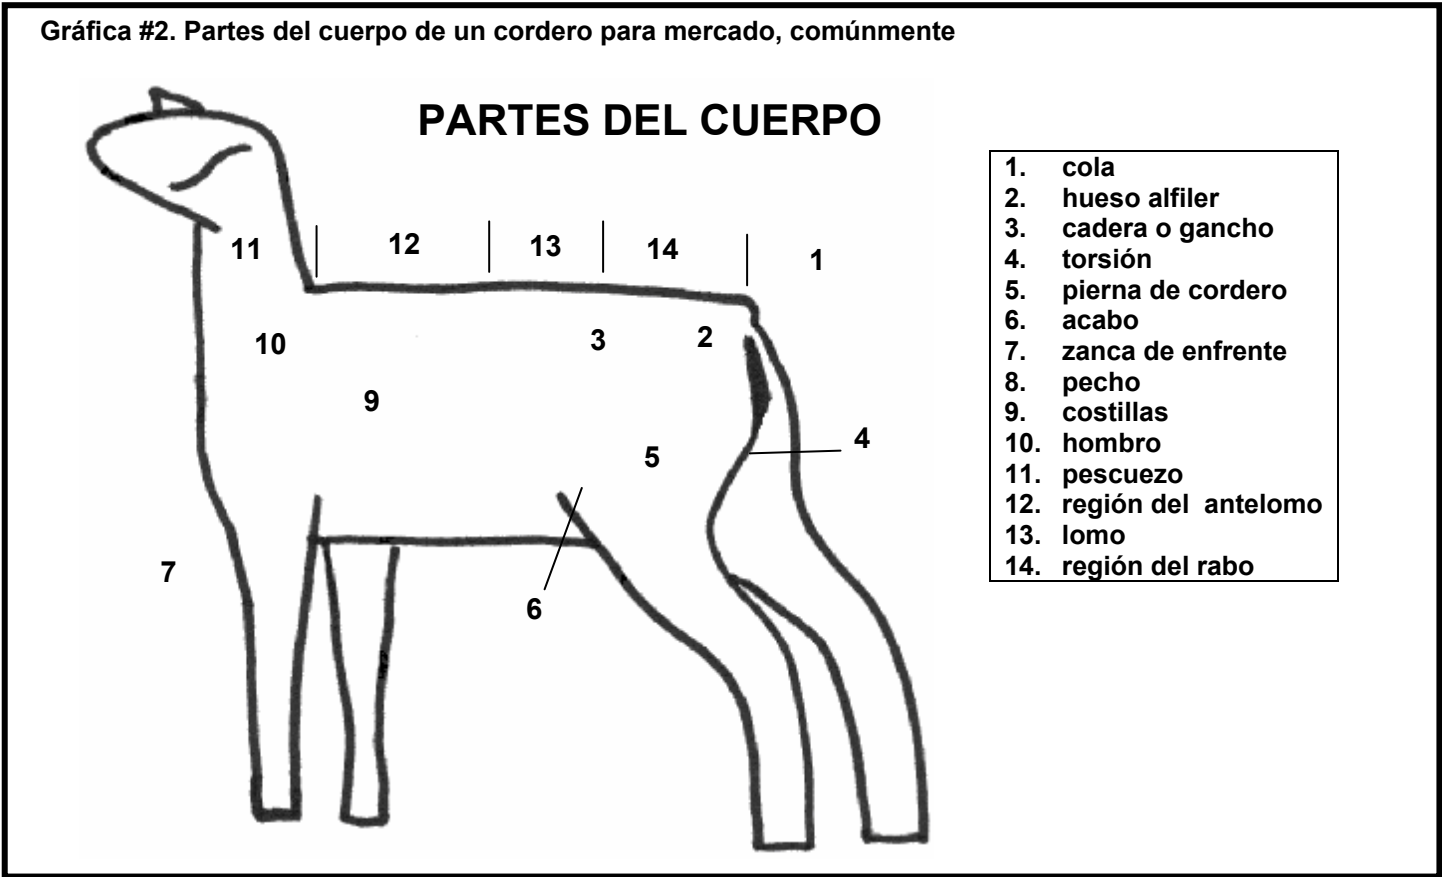 Gráfica #2. Partes del cuerpo de un cordero para mercado, comúnmente
PARTES DEL CUERPO
1. cola
2. hueso alfiler
3. cadera o gancho
4. torsión
5. pierna de cordero
6. acabo
7. zanca de enfrente
8. pecho
9. costillas
10. hombro
11. pescuezo
12. región del antelomo
13. lomo
14. región del rabo
11
12
13
14
1
10
3
2
9
5
4
7
6